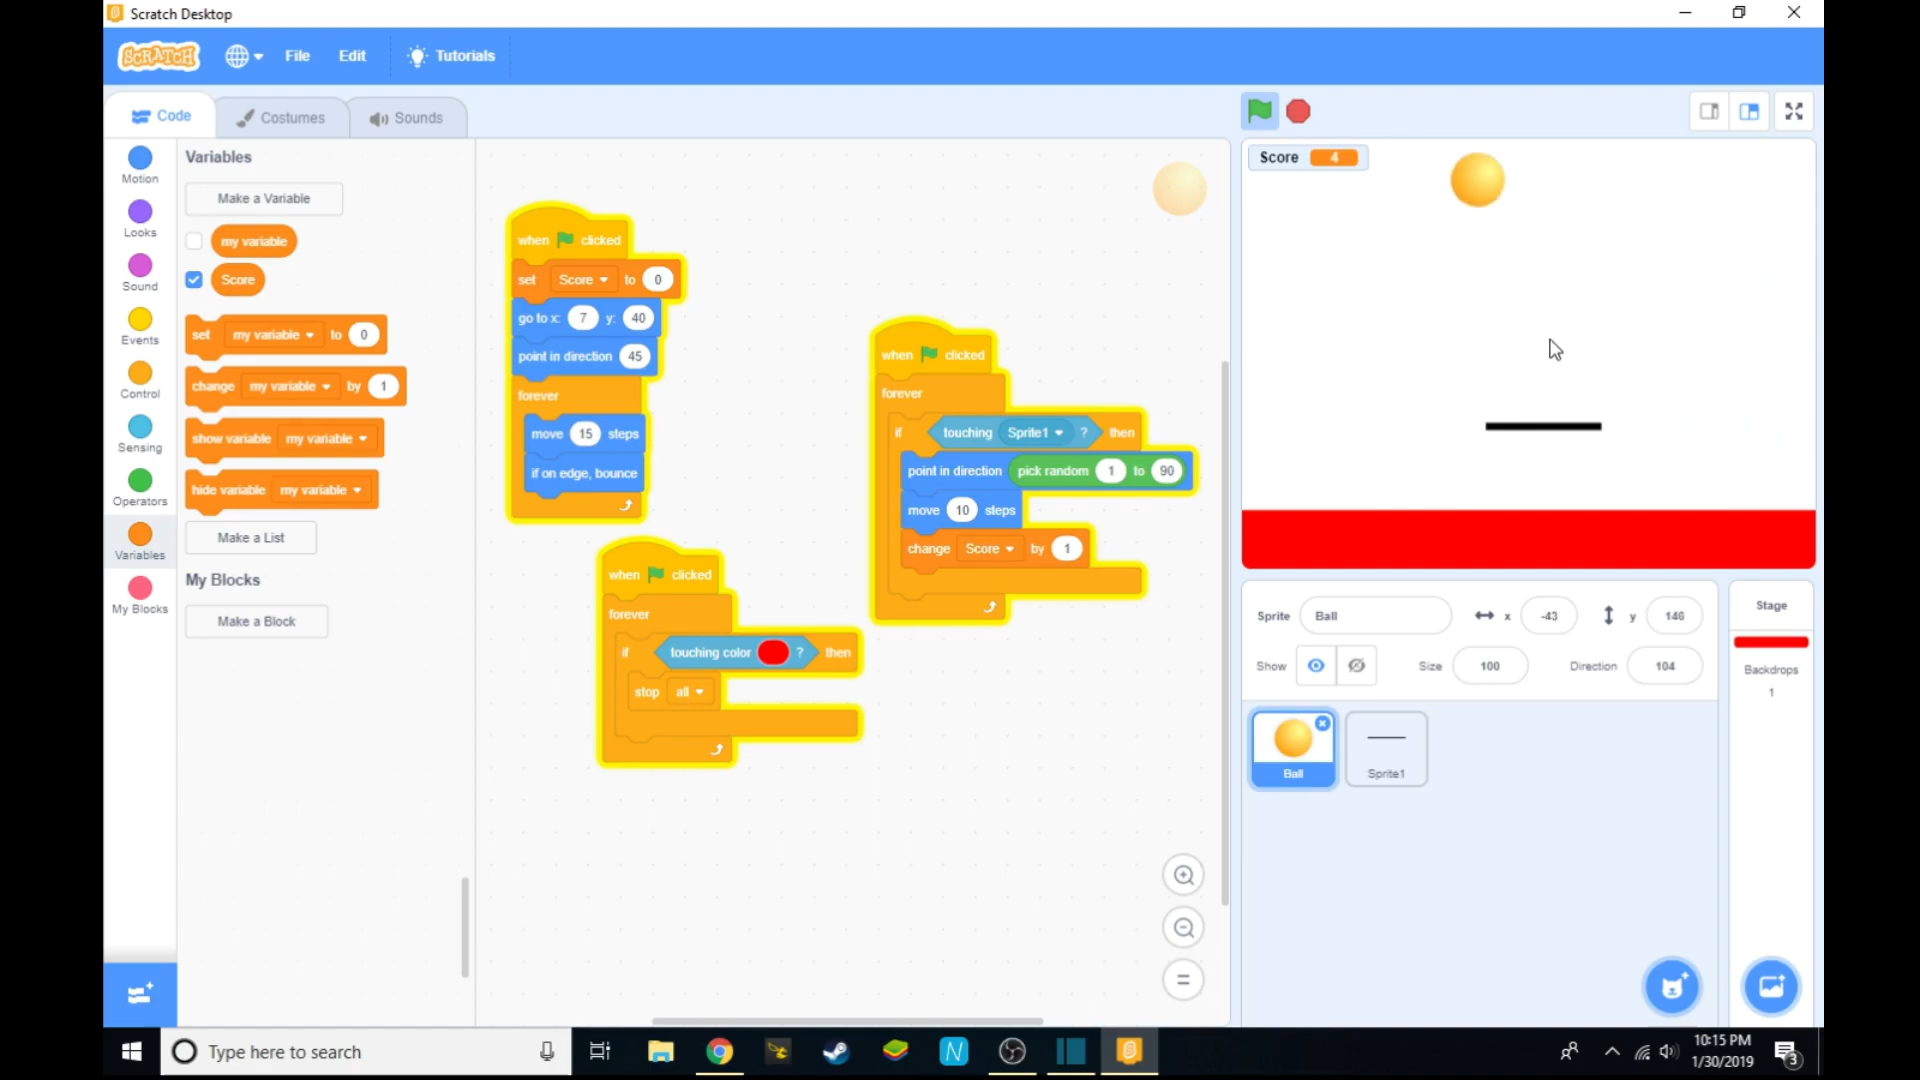 Scratch Desktop
SCRATCH
File
Edit
Tutorials
Code
Costumes
Sounds
Motion
Looks
Sound
Events
Control
Sensing
Operators
Variables
My Blocks
Variables
Make a Variable
my variable
Score
set my variable to 0
change my variable by 1
show variable my variable
hide variable my variable
Make a List
My Blocks
Make a Block
when clicked
set Score to 0
go to x: 7 y: 40
point in direction 45
forever
move 15 steps
if on edge, bounce
when clicked
forever
if touching color ? then
stop all
when clicked
forever
if touching Sprite1 ? then
point in direction pick random 1 to 90
move 10 steps
change Score by 1
Score 4
Sprite Ball x -43 y 146
Show Size 100 Direction 104
Ball
Sprite1
Stage
Backdrops
1
Type here to search
N
10:15 PM
1/30/2019
3